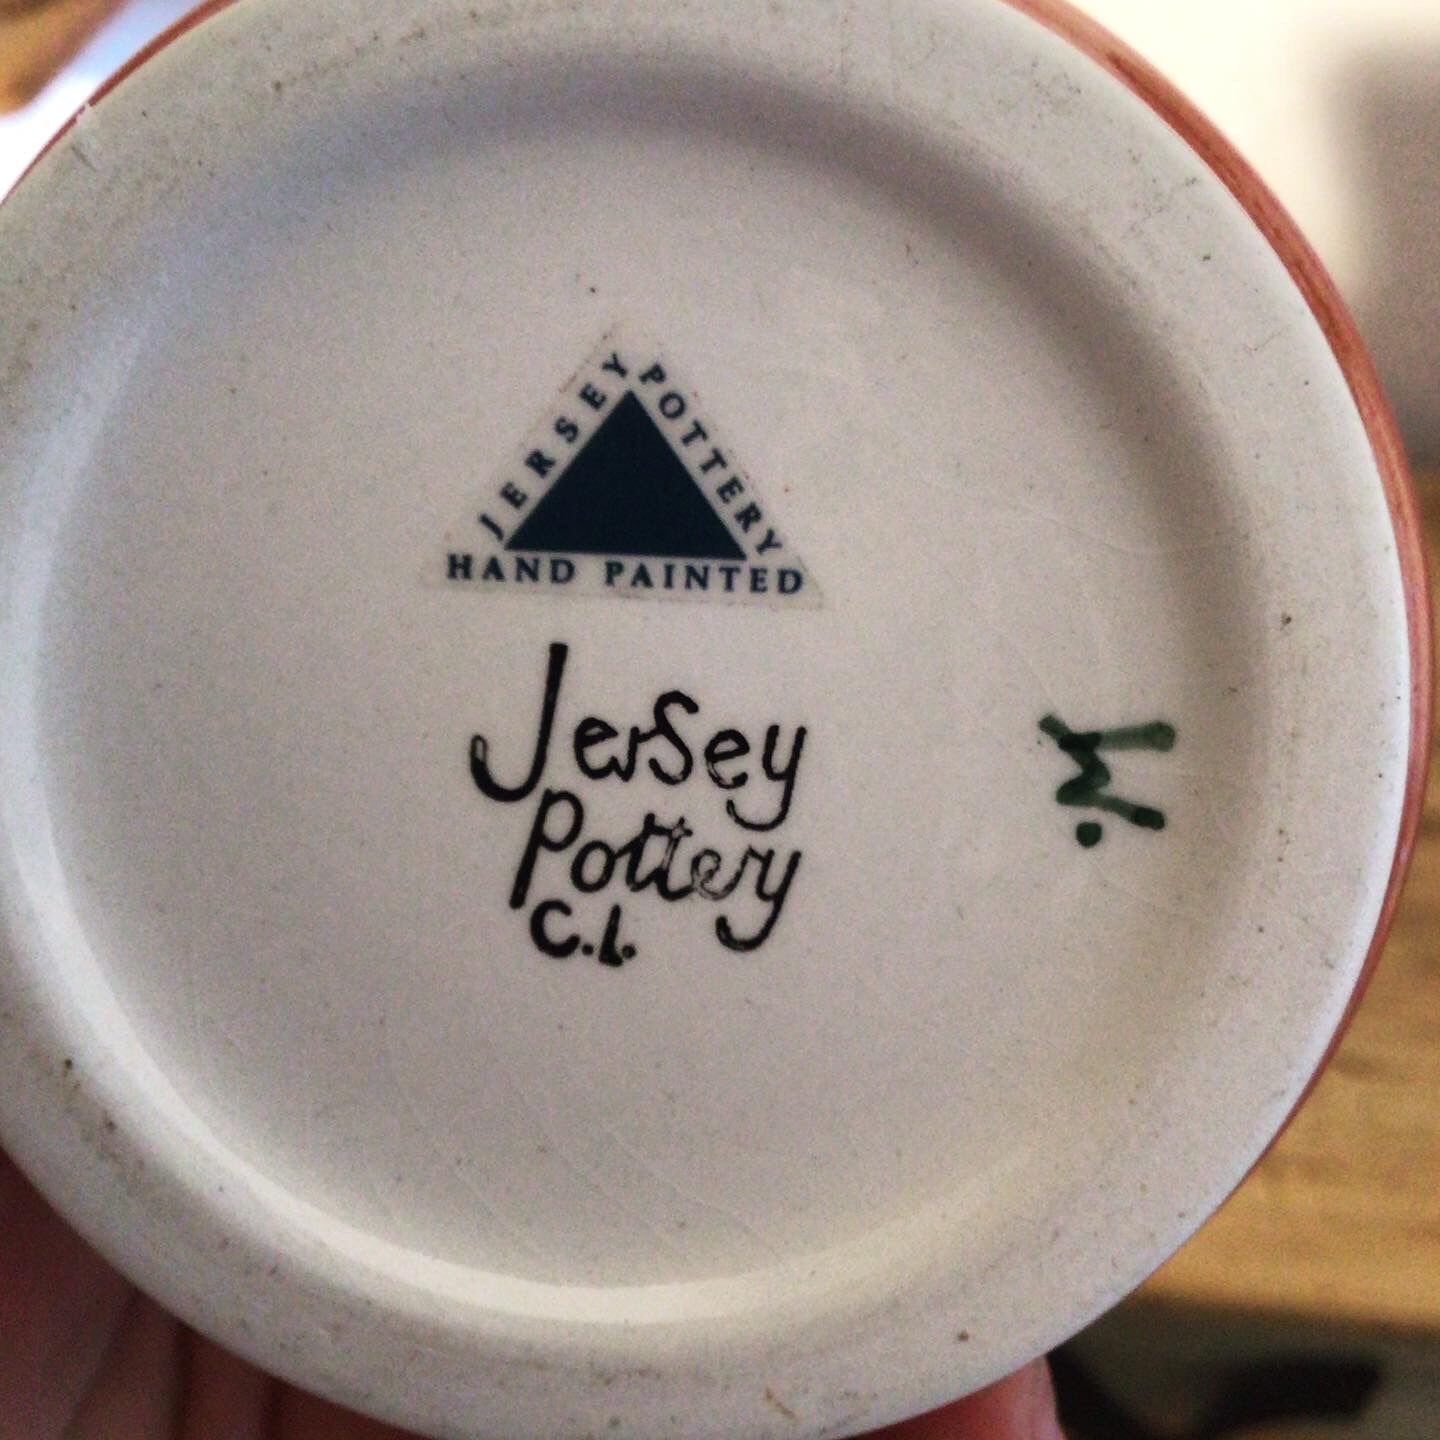 JERSEY POTTERY
HAND PAINTED
Jersey
Pottery
C.I.